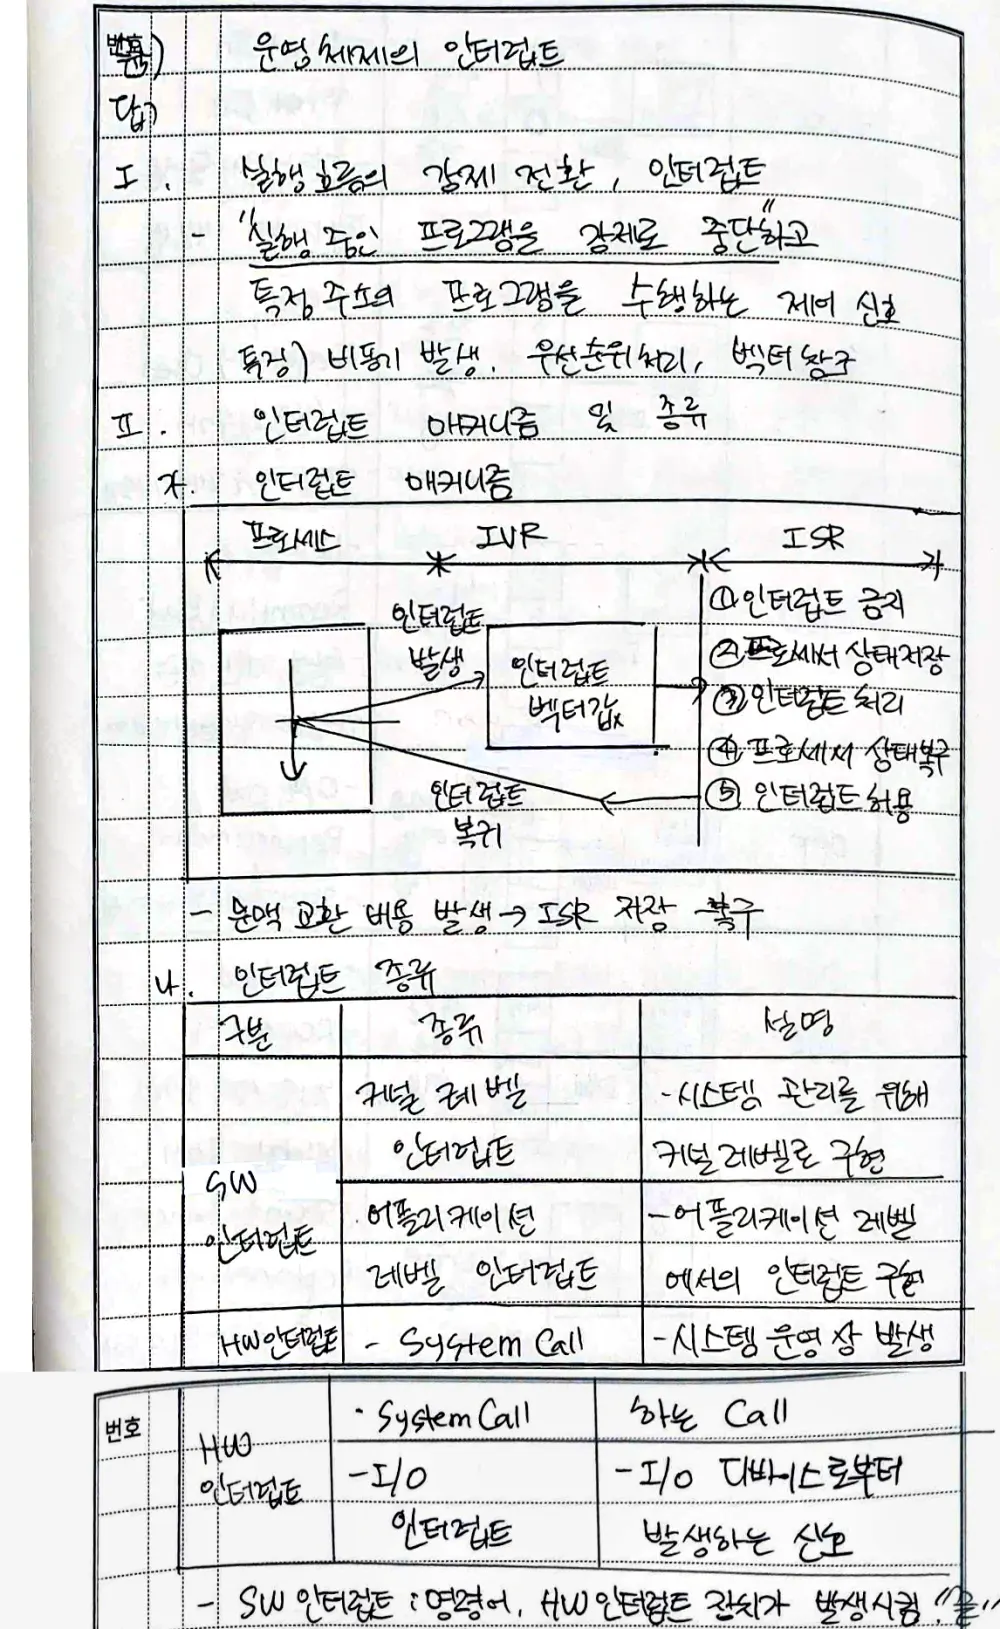 번호
문)
운영체제의 인터럽트
답)
I. 실행흐름의 강제 전환, 인터럽트
- "실행 중인 프로그램을 강제로 중단"하고
특정 주소의 프로그램을 수행하는 제어 신호
특징) 비동기 발생, 우선순위처리, 벡터참조
II. 인터럽트 매커니즘 및 종류
가. 인터럽트 매커니즘
프로세스 IVR ISR
인터럽트 발생
인터럽트 벡터값
① 인터럽트 금지
② 프로세서 상태저장
③ 인터럽트 처리
④ 프로세서 상태복구
⑤ 인터럽트 허용
인터럽트 복귀
- 문맥 교환 비용 발생 → ISR 저장 복구
나. 인터럽트 종류
구분 종류 설명
SW 인터럽트
커널 레벨 - 시스템 관리를 위해
인터럽트 커널레벨로 구현
어플리케이션 - 어플리케이션 레벨
레벨 인터럽트 에서의 인터럽트 구현
HW인터럽트 - System Call - 시스템 운영 상 발생
번호
HW 인터럽트
· System Call 하는 Call
- I/O - I/O 디바이스로부터
인터럽트 발생하는 신호
- SW 인터럽트 : 명령어, HW인터럽트 장치가 발생시킴. "끝"